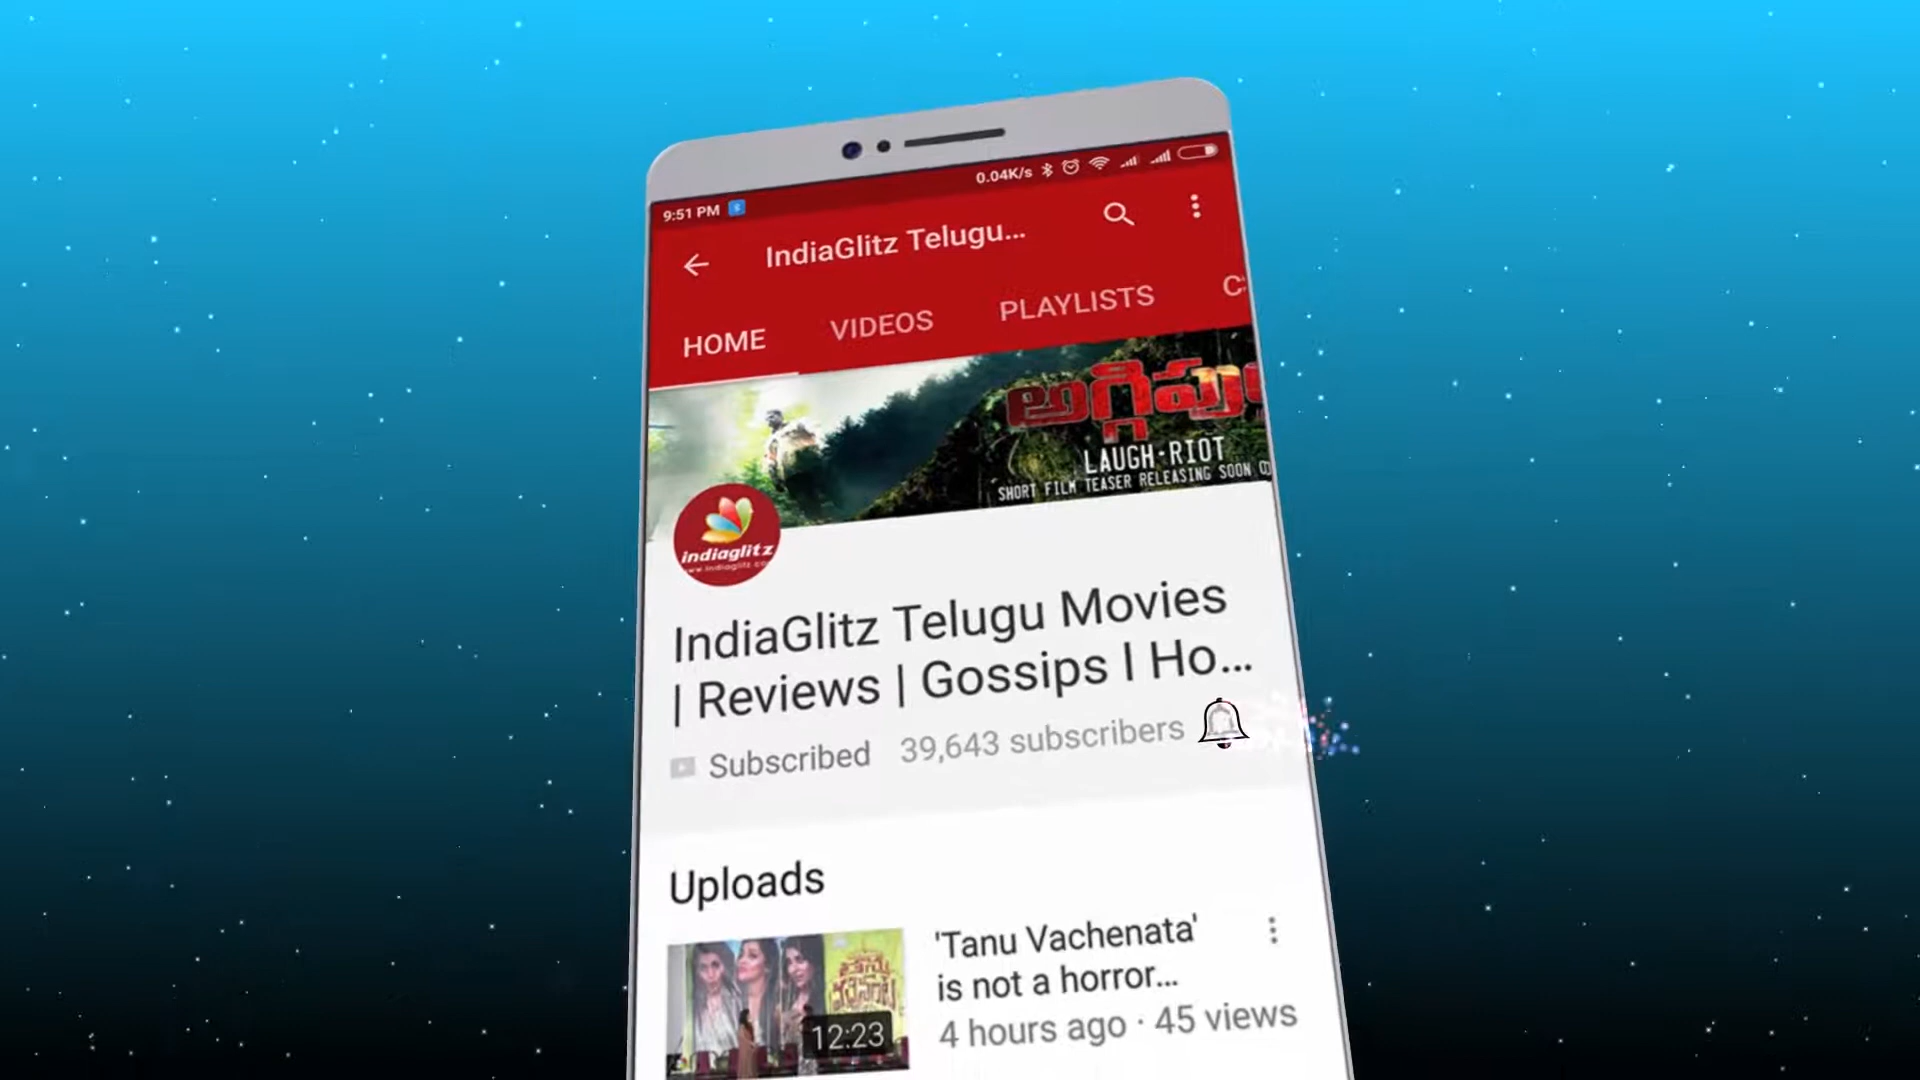 9:51 PM
0.04K/s
IndiaGlitz Telugu...
HOME
VIDEOS
PLAYLISTS
LAUGH-RIOT
SHORT FILM TEASER RELEASING SOON
indiaglitz
IndiaGlitz Telugu Movies
| Reviews | Gossips l Ho...
Subscribed
39,643 subscribers
Uploads
'Tanu Vachenata'
is not a horror...
4 hours ago · 45 views
12:23